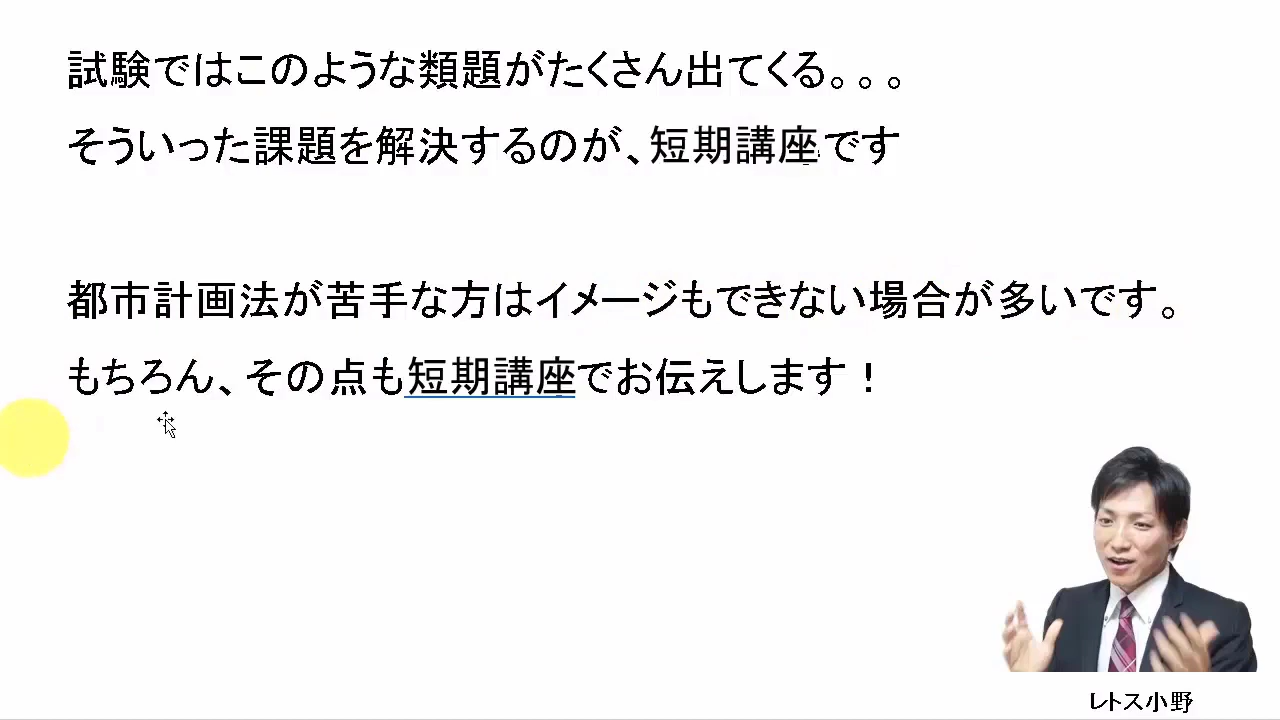 試験ではこのような類題がたくさん出てくる。。。
そういった課題を解決するのが、短期講座です
都市計画法が苦手な方はイメージもできない場合が多いです。
もちろん、その点も短期講座でお伝えします！
レトス小野